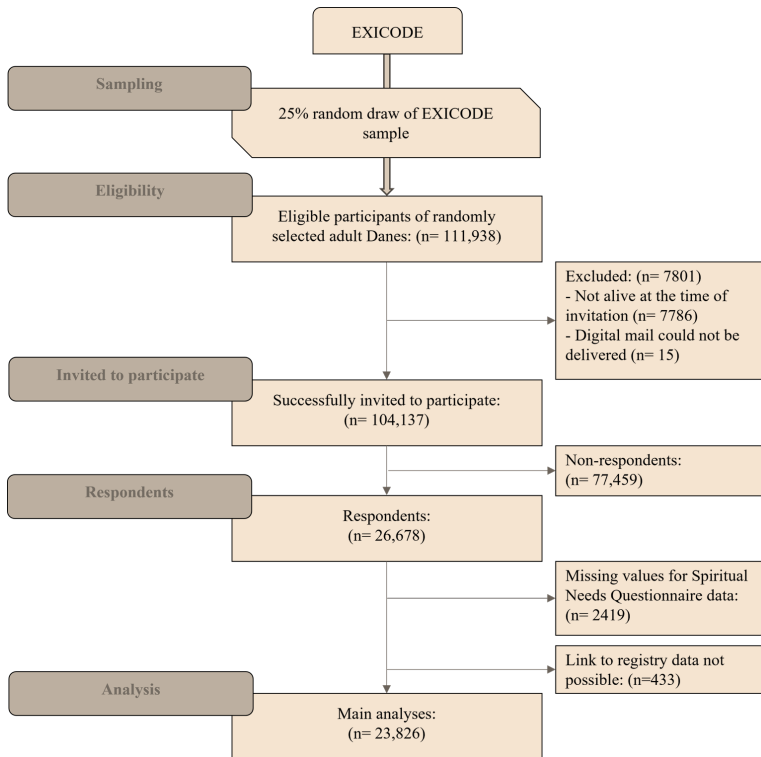 EXICODE
Sampling
25% random draw of EXICODE
sample
Eligibility
Eligible participants of randomly
selected adult Danes: (n= 111,938)
Excluded: (n= 7801)
- Not alive at the time of
invitation (n= 7786)
- Digital mail could not be
delivered (n= 15)
Invited to participate
Successfully invited to participate:
(n= 104,137)
Non-respondents:
(n= 77,459)
Respondents
Respondents:
(n= 26,678)
Missing values for Spiritual
Needs Questionnaire data:
(n= 2419)
Link to registry data not
possible: (n=433)
Analysis
Main analyses:
(n= 23,826)